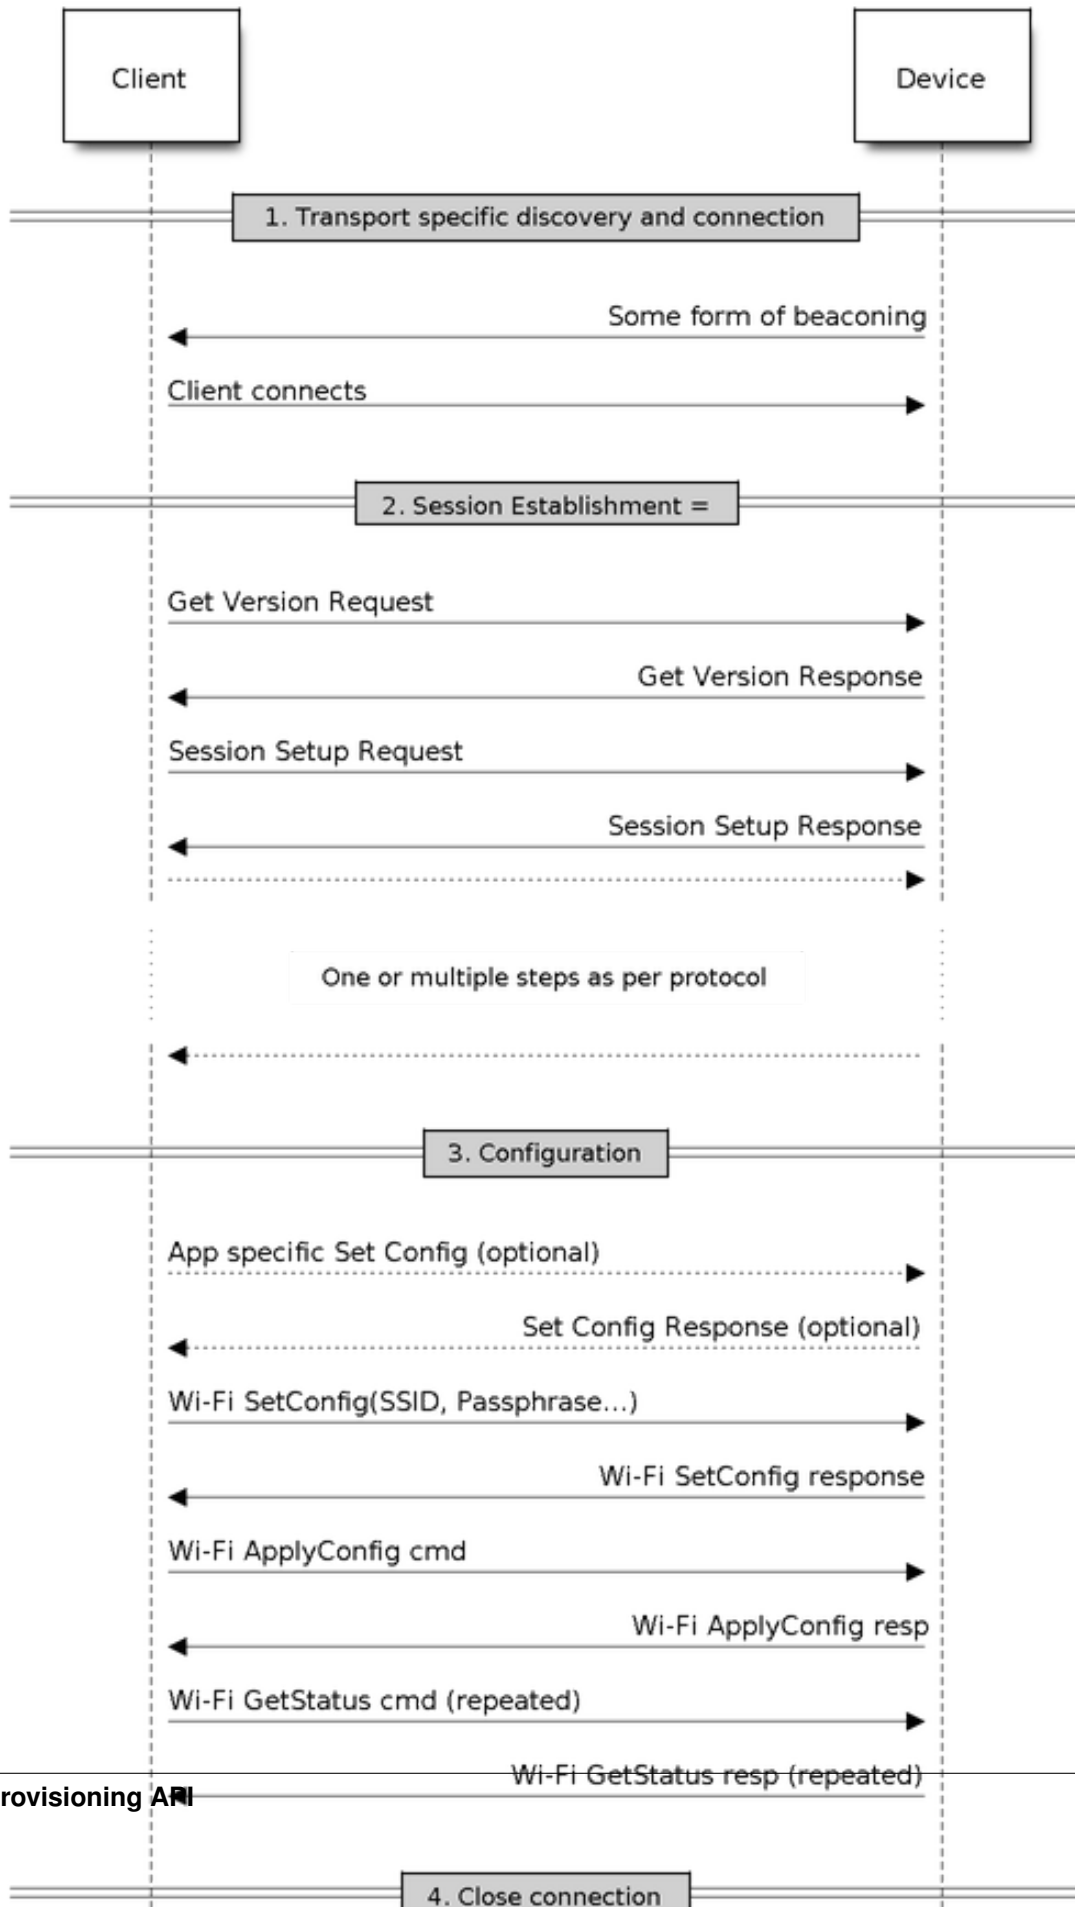 Client
Device
1. Transport specific discovery and connection
Some form of beaconing
Client connects
2. Session Establishment =
Get Version Request
Get Version Response
Session Setup Request
Session Setup Response
One or multiple steps as per protocol
3. Configuration
App specific Set Config (optional)
Set Config Response (optional)
Wi-Fi SetConfig(SSID, Passphrase...)
Wi-Fi SetConfig response
Wi-Fi ApplyConfig cmd
Wi-Fi ApplyConfig resp
Wi-Fi GetStatus cmd (repeated)
Wi-Fi GetStatus resp (repeated)
rovisioning API
4. Close connection